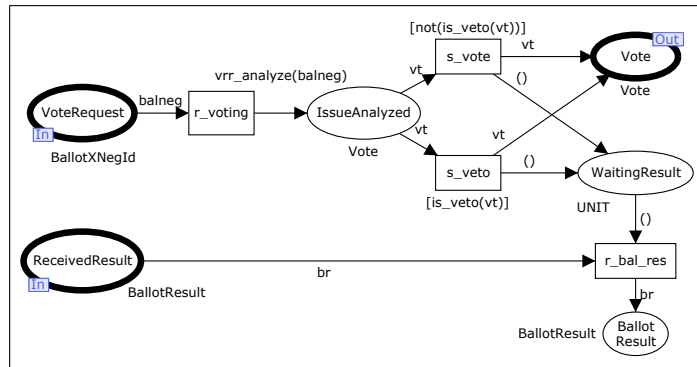 [not(is_veto(vt))]
Out
s_vote
vt
Vote
vrr_analyze(balneg)
vt
()
Vote
balneg
VoteRequest
r_voting
IssueAnalyzed
In
vt
vt
BallotXNegId
Vote
()
s_veto
WaitingResult
[is_veto(vt)]
UNIT
()
ReceivedResult
r_bal_res
In
br
BallotResult
br
BallotResult
Ballot
Result